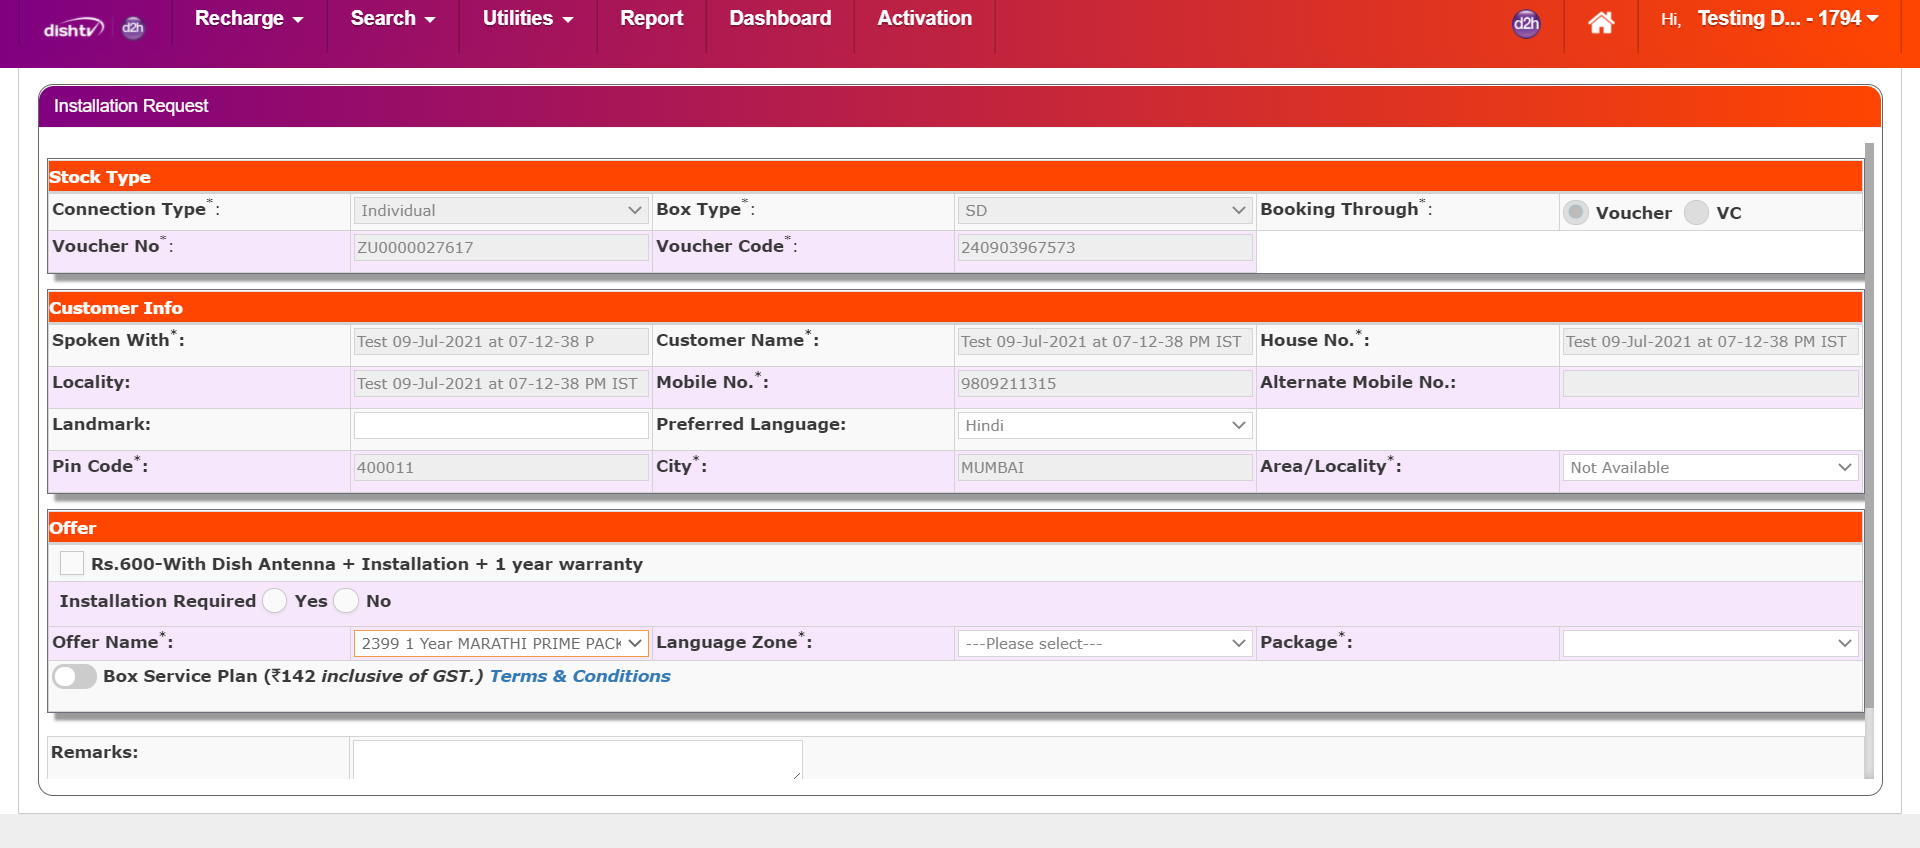 dishtv d2h Recharge Search Utilities Report Dashboard Activation d2h Hi, Testing D... - 1794
Installation Request
Stock Type
Connection Type*: Individual Box Type*: SD Booking Through*: Voucher VC
Voucher No*: ZU0000027617 Voucher Code*: 240903967573
Customer Info
Spoken With*: Test 09-Jul-2021 at 07-12-38 P Customer Name*: Test 09-Jul-2021 at 07-12-38 PM IST House No.*: Test 09-Jul-2021 at 07-12-38 PM IST
Locality: Test 09-Jul-2021 at 07-12-38 PM IST Mobile No.*: 9809211315 Alternate Mobile No.:
Landmark: Preferred Language: Hindi
Pin Code*: 400011 City*: MUMBAI Area/Locality*: Not Available
Offer
Rs.600-With Dish Antenna + Installation + 1 year warranty
Installation Required Yes No
Offer Name*: 2399 1 Year MARATHI PRIME PACK Language Zone*: ---Please select--- Package*:
Box Service Plan (₹142 inclusive of GST.) Terms & Conditions
Remarks: